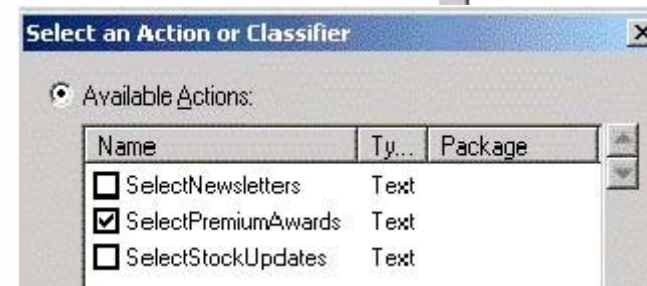 Select an Action or Classifier
Available Actions:
Name Ty... Package
SelectNewsletters Text
SelectPremiumAwards Text
SelectStockUpdates Text